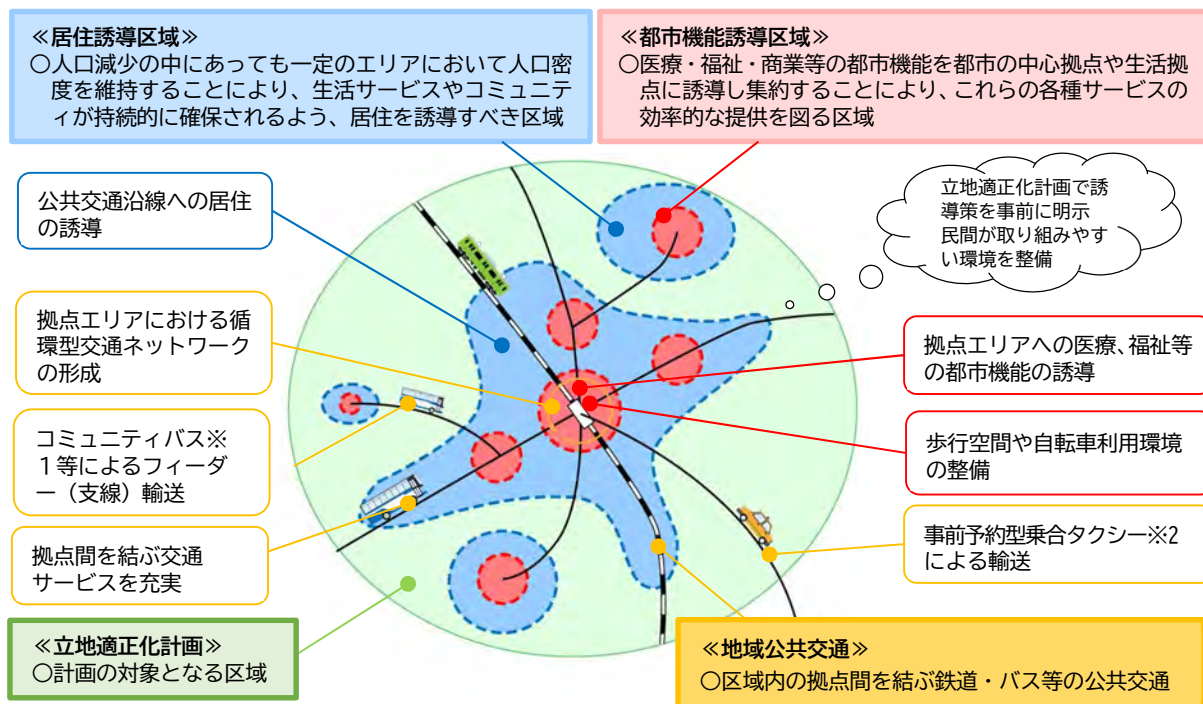 ≪居住誘導区域≫
○人口減少の中にあっても一定のエリアにおいて人口密
度を維持することにより、生活サービスやコミュニティ
が持続的に確保されるよう、居住を誘導すべき区域
≪都市機能誘導区域≫
○医療・福祉・商業等の都市機能を都市の中心拠点や生活拠
点に誘導し集約することにより、これらの各種サービスの
効率的な提供を図る区域
立地適正化計画で誘
導策を事前に明示
民間が取り組みやす
い環境を整備
公共交通沿線への居住
の誘導
拠点エリアにおける循
環型交通ネットワーク
の形成
コミュニティバス※
1等によるフィーダ
ー（支線）輸送
拠点間を結ぶ交通
サービスを充実
拠点エリアへの医療、福祉等
の都市機能の誘導
歩行空間や自転車利用環境
の整備
事前予約型乗合タクシー※2
による輸送
≪立地適正化計画≫
○計画の対象となる区域
≪地域公共交通≫
○区域内の拠点間を結ぶ鉄道・バス等の公共交通